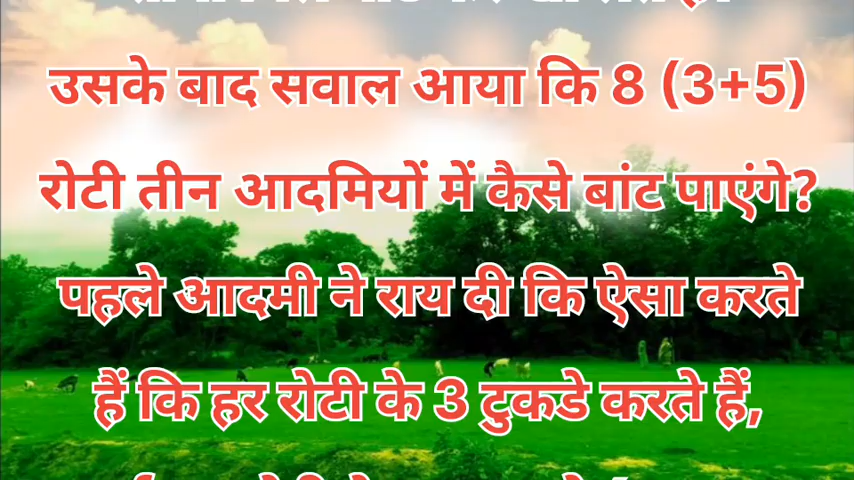 उसके बाद सवाल आया कि 8 (3+5)
रोटी तीन आदमियों में कैसे बांट पाएंगे?
पहले आदमी ने राय दी कि ऐसा करते
हैं कि हर रोटी के 3 टुकडे करते हैं,